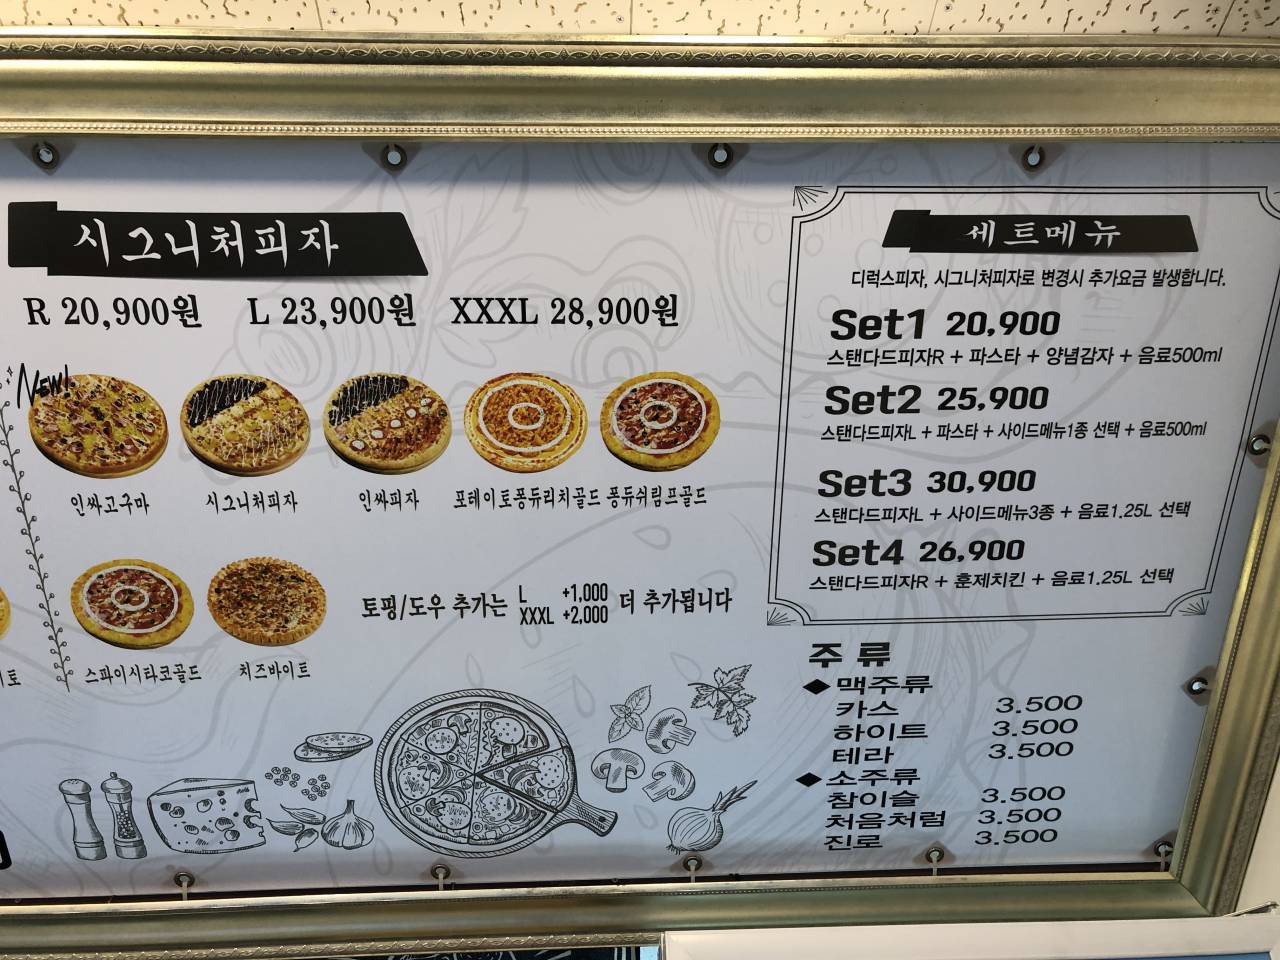 시그니처피자
R 20,900원 L 23,900원 XXXL 28,900원
NEW!
인싸고구마 시그니처피자 인싸피자 포테이토퐁듀리치골드 퐁듀쉬림프골드
스파이시타코골드 치즈바이트
토핑/도우 추가는 L +1,000 XXXL +2,000 더 추가됩니다
세트메뉴
디럭스피자, 시그니처피자로 변경시 추가요금 발생합니다.
Set1 20,900
스탠다드피자R + 파스타 + 양념감자 + 음료500ml
Set2 25,900
스탠다드피자L + 파스타 + 사이드메뉴1종 선택 + 음료500ml
Set3 30,900
스탠다드피자L + 사이드메뉴3종 + 음료1.25L 선택
Set4 26,900
스탠다드피자R + 훈제치킨 + 음료1.25L 선택
주 류
◆맥주류
카스 3.500
하이트 3.500
테라 3.500
◆소주류
참이슬 3.500
처음처럼 3.500
진로 3.500